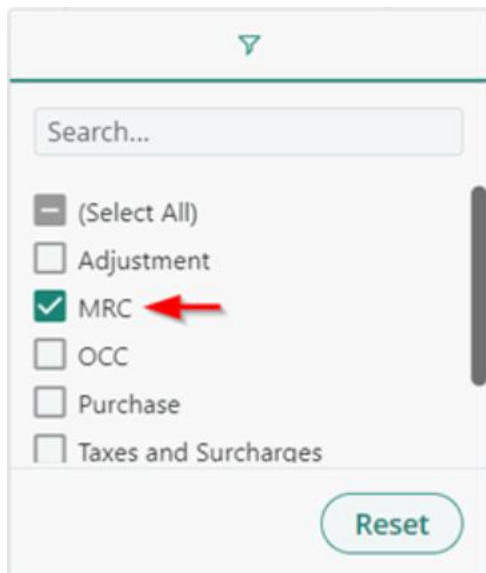 Search...
(Select All)
Adjustment
MRC
OCC
Purchase
Taxes and Surcharges
Reset